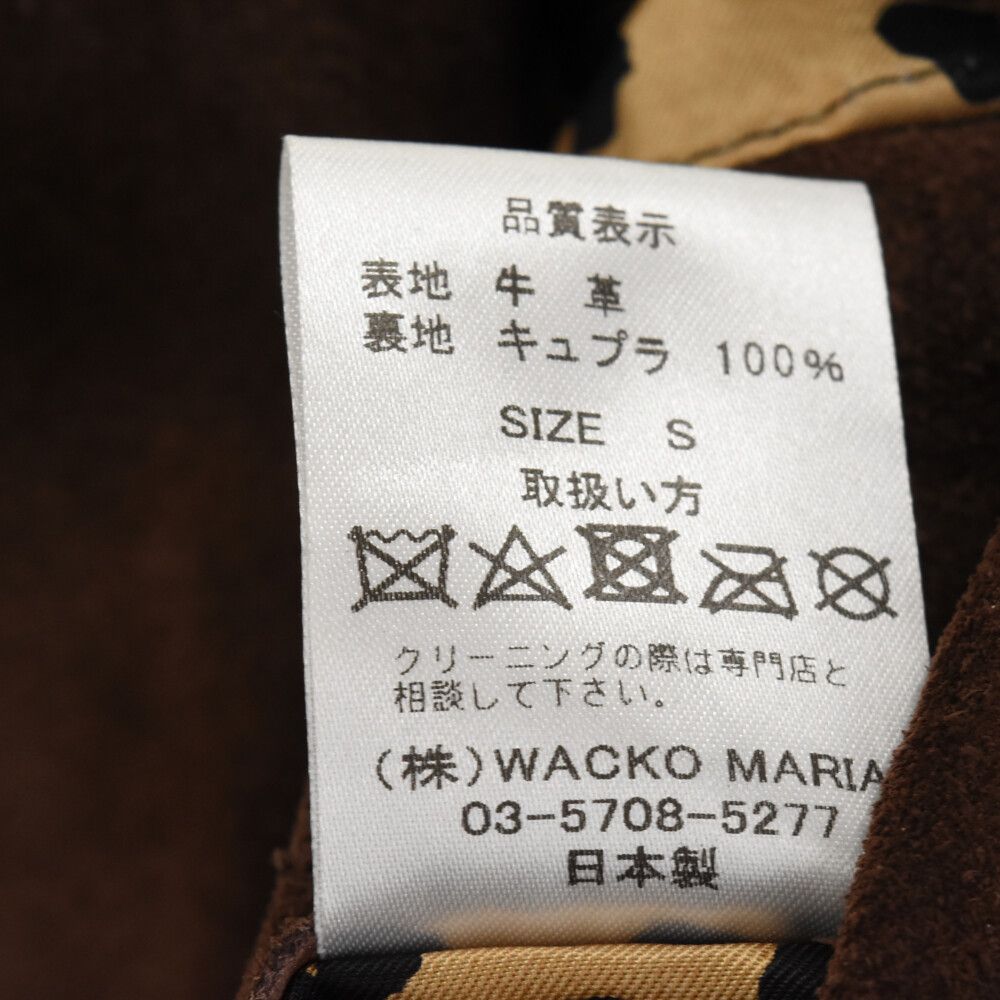 品質表示
表地 牛 革
裏地 キュプラ 100%
SIZE S
取扱い方
クリーニングの際は専門店と
相談して下さい。
(株)WACKO MARIA
03-5708-5277
日本製